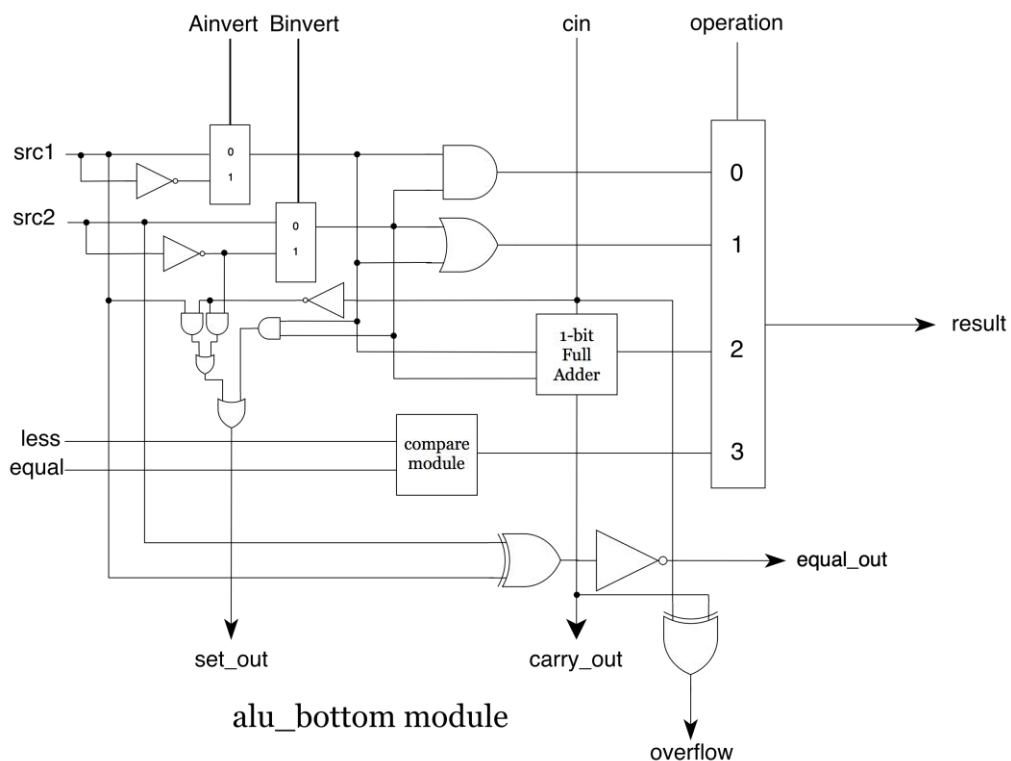 Ainvert Binvert cin operation
src1
0
1
0
src2
0
1
1
1-bit
Full
Adder
2
result
less
equal
compare
module
3
equal_out
set_out
carry_out
alu_bottom module
overflow